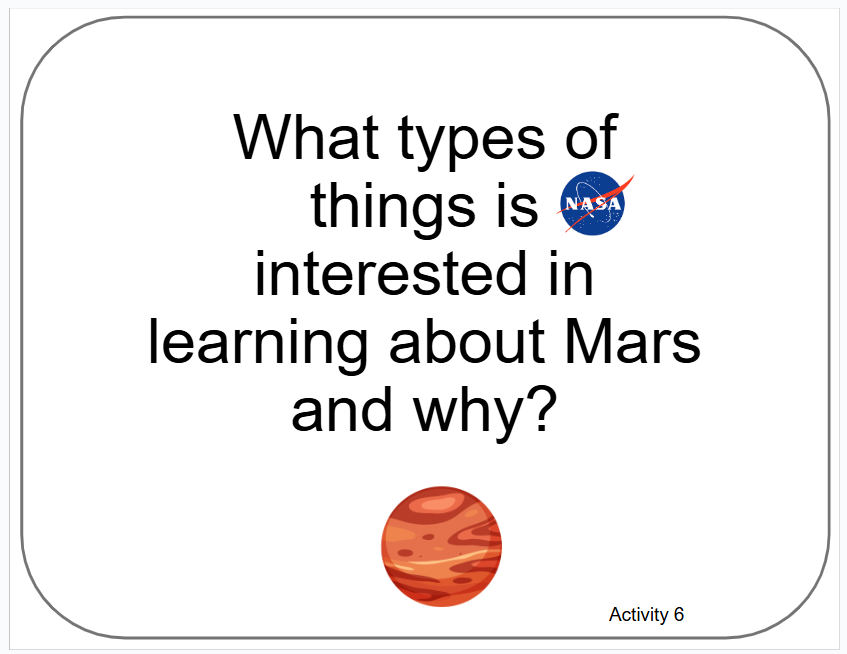 What types of
things is NASA
interested in
learning about Mars
and why?
Activity 6